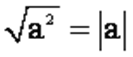 √a² = |a|